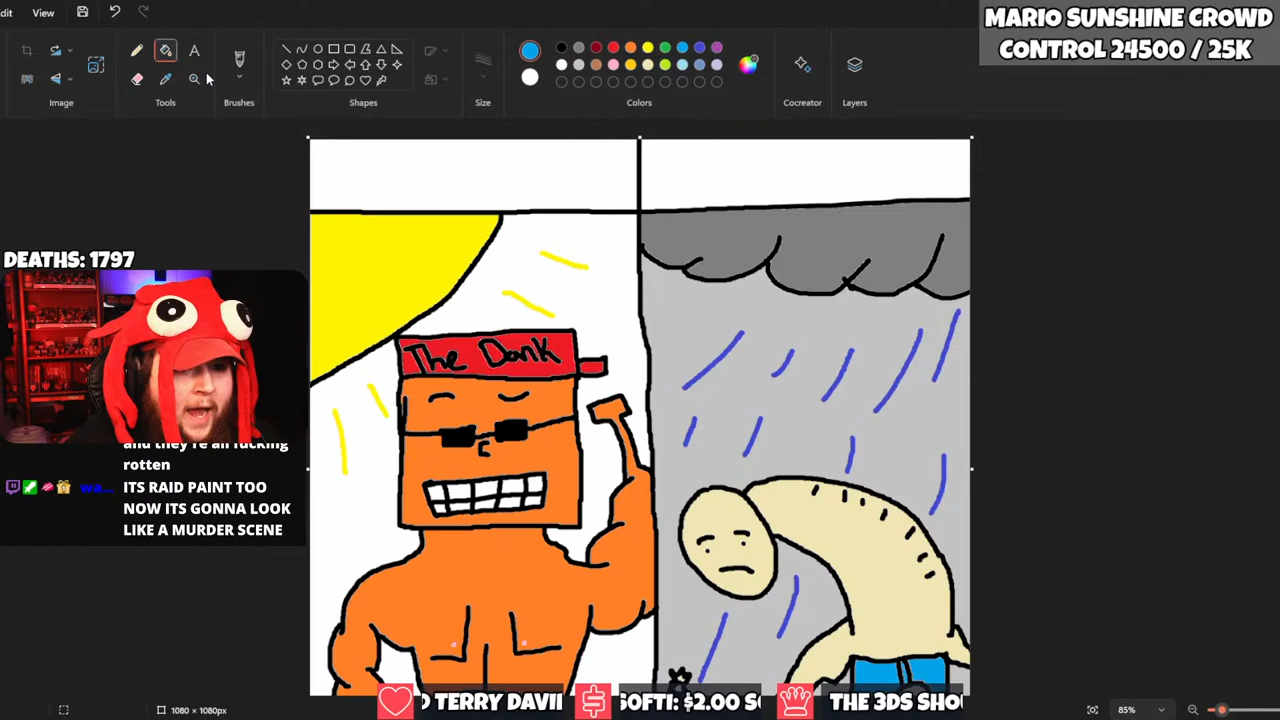 dit View
MARIO SUNSHINE CROWD
CONTROL 24500 / 25K
Image
Tools
Brushes
Shapes
Size
Colors
Cocreator
Layers
DEATHS: 1797
The Dank
and they're all fucking
rotten
wa... ITS RAID PAINT TOO
NOW ITS GONNA LOOK
LIKE A MURDER SCENE
D TERRY DAVII
SOFTI: $2.00 SO
THE 3DS SHO
1080 × 1080px
85%